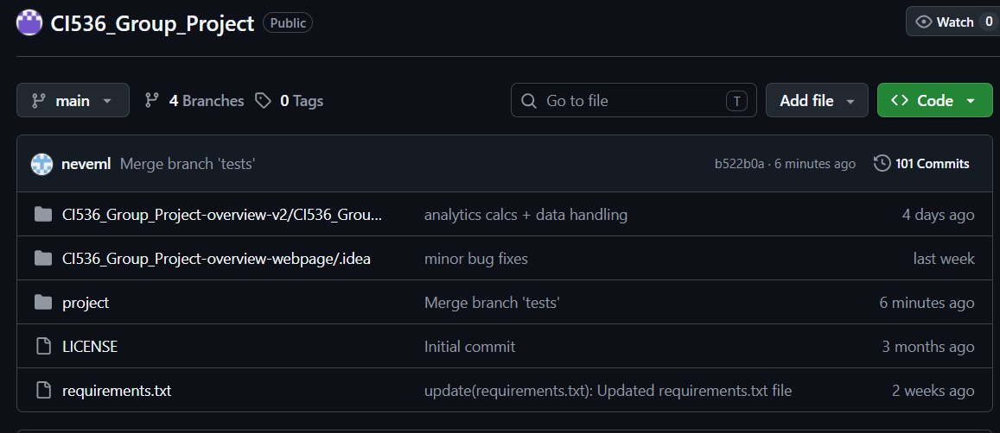 CI536_Group_Project Public Watch 0
main 4 Branches 0 Tags Go to file T Add file Code
neveml Merge branch 'tests' b522b0a · 6 minutes ago 101 Commits
CI536_Group_Project-overview-v2/CI536_Grou... analytics calcs + data handling 4 days ago
CI536_Group_Project-overview-webpage/.idea minor bug fixes last week
project Merge branch 'tests' 6 minutes ago
LICENSE Initial commit 3 months ago
requirements.txt update(requirements.txt): Updated requirements.txt file 2 weeks ago